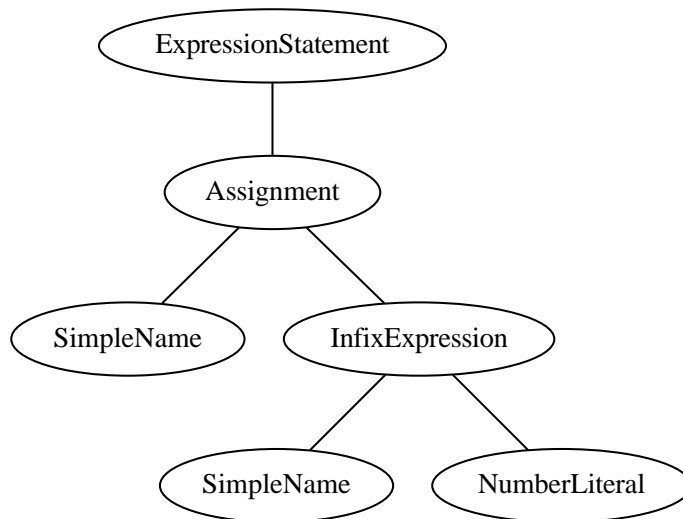 ExpressionStatement
Assignment
SimpleName
InfixExpression
SimpleName
NumberLiteral